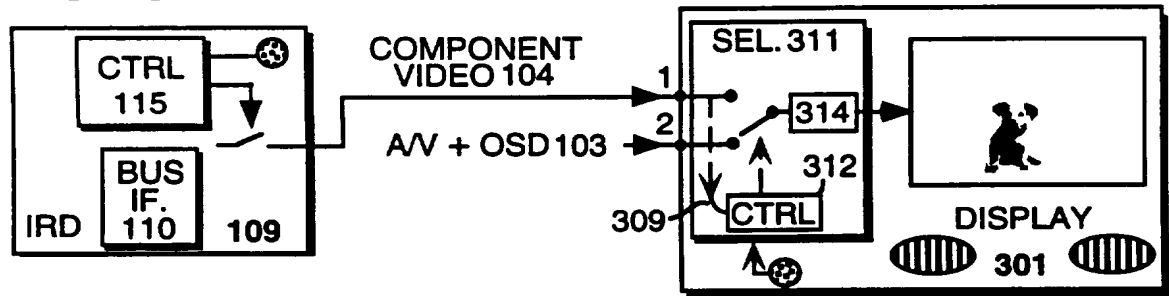 CTRL
115
BUS
IF.
110
IRD
109
COMPONENT
VIDEO 104
A/V + OSD 103
1
2
SEL. 311
314
312
CTRL
309
DISPLAY
301